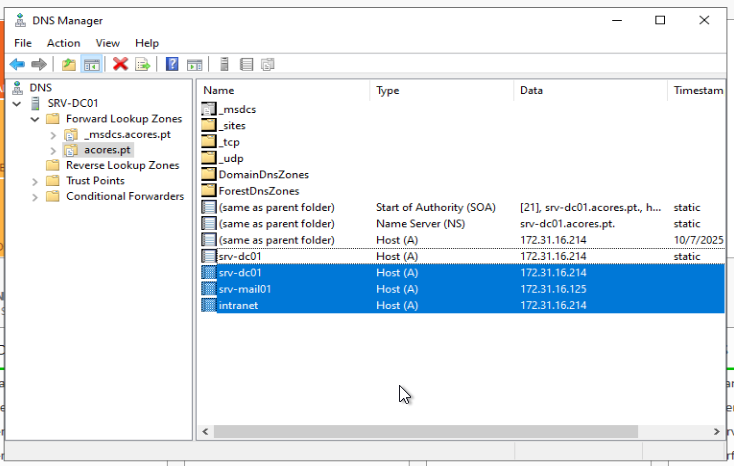 DNS Manager
File Action View Help
DNS
SRV-DC01
Forward Lookup Zones
_msdcs.acores.pt
acores.pt
Reverse Lookup Zones
Trust Points
Conditional Forwarders
Name Type Data Timestam
_msdcs
_sites
_tcp
_udp
DomainDnsZones
ForestDnsZones
(same as parent folder) Start of Authority (SOA) [21], srv-dc01.acores.pt., h... static
(same as parent folder) Name Server (NS) srv-dc01.acores.pt. static
(same as parent folder) Host (A) 172.31.16.214 10/7/2025
srv-dc01 Host (A) 172.31.16.214 static
srv-dc01 Host (A) 172.31.16.214
srv-mail01 Host (A) 172.31.16.125
intranet Host (A) 172.31.16.214